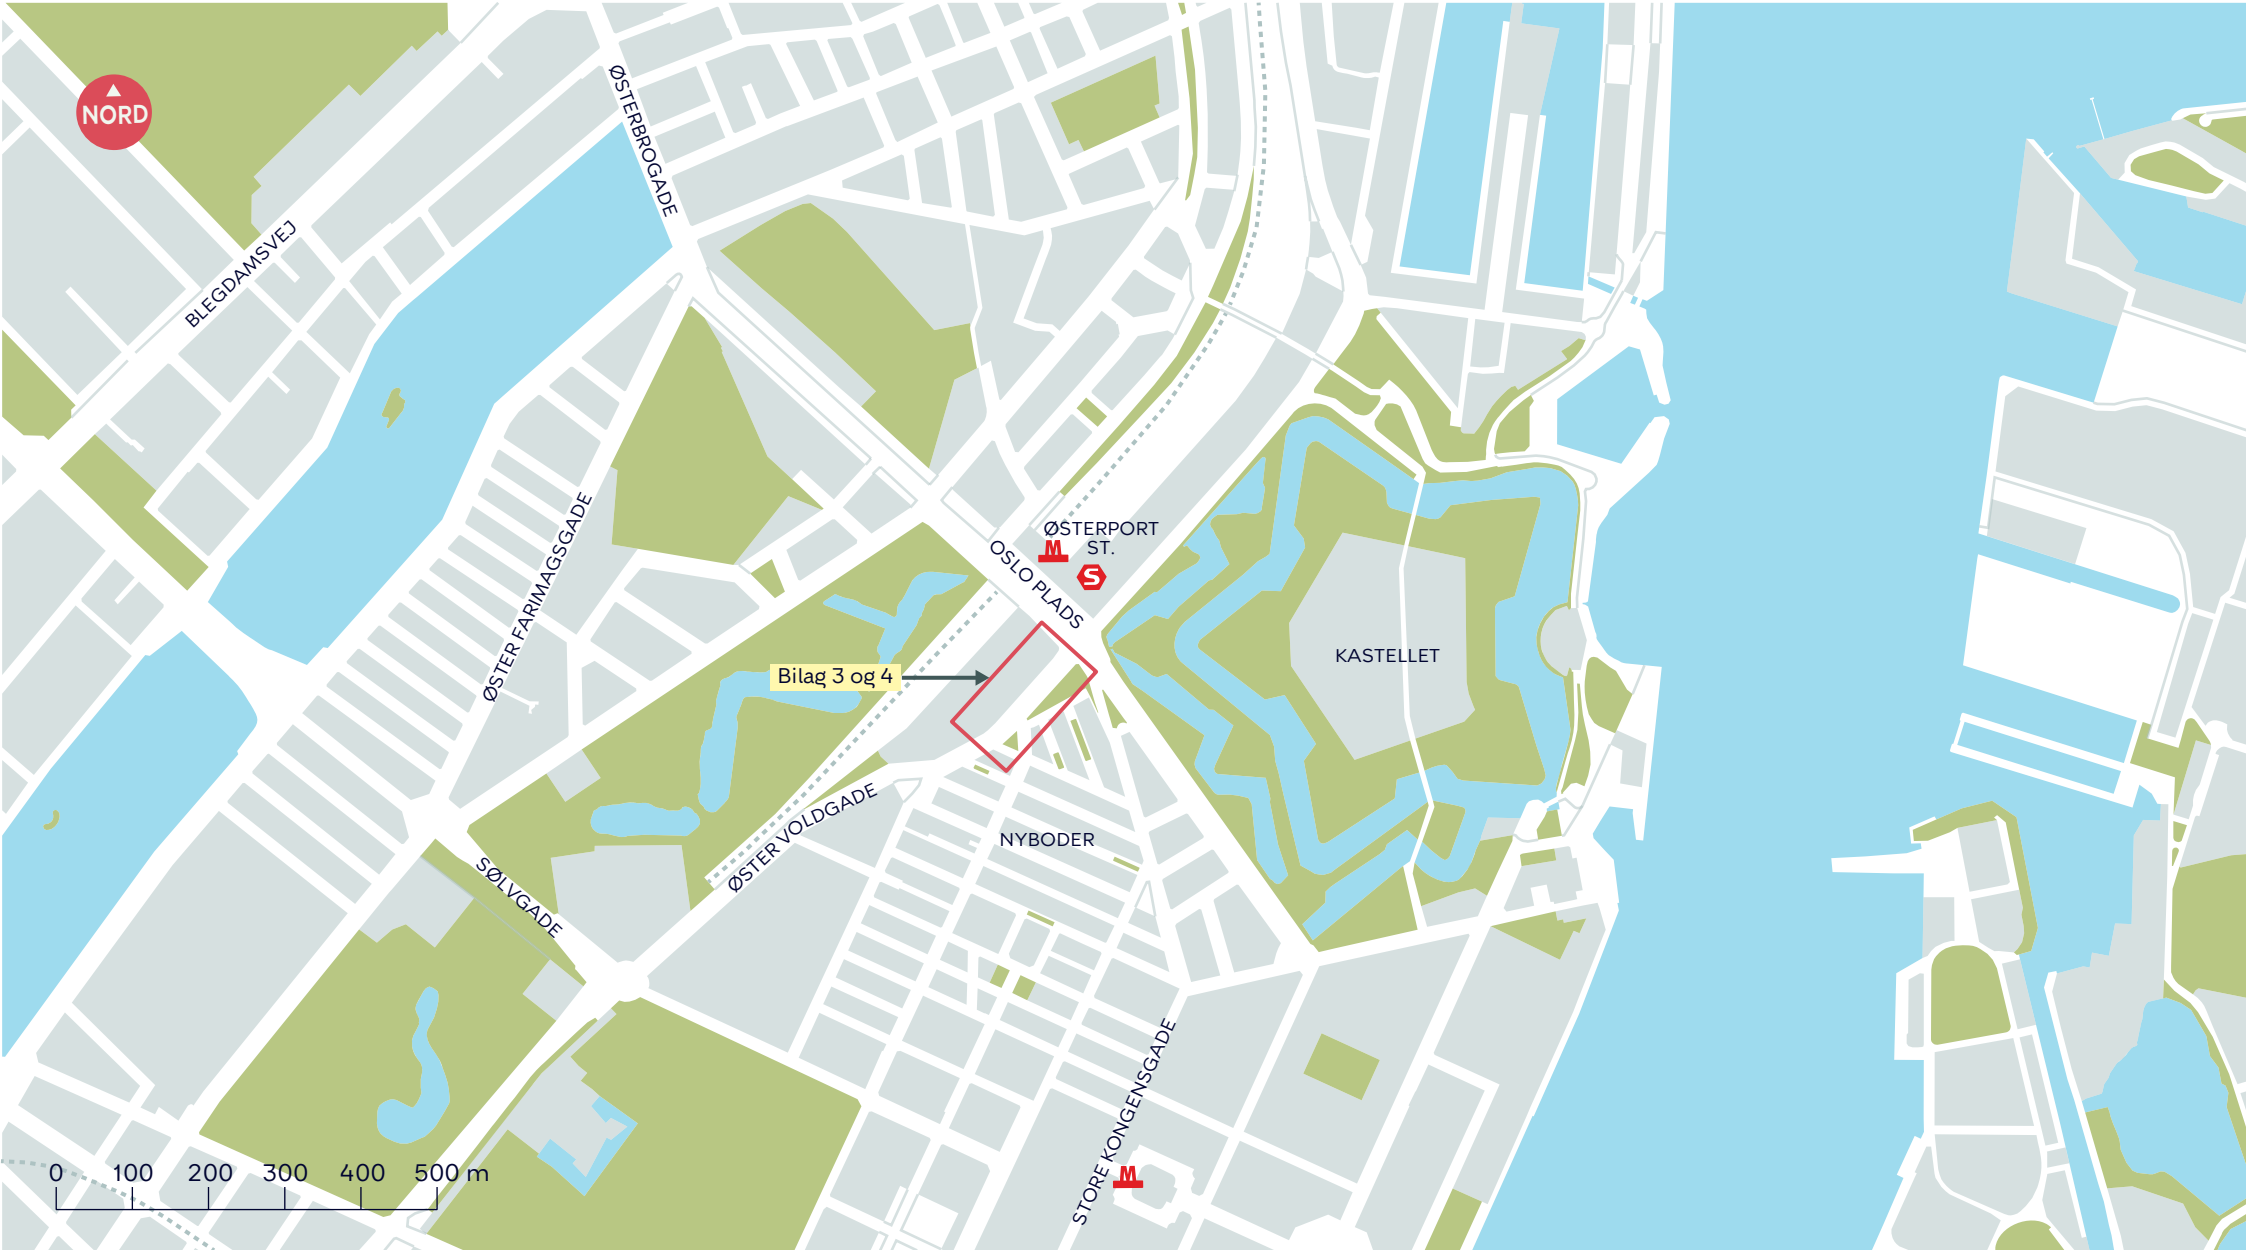 NORD
ØSTERBROGADE
BLEGDAMSVEJ
ØSTERPORT
ST.
M
S
OSLO PLADS
ØSTER FARIMAGSGADE
KASTELLET
Bilag 3 og 4
ØSTER VOLDGADE
NYBODER
SØLVGADE
STORE KONGENSGADE
M
0 100 200 300 400 500 m